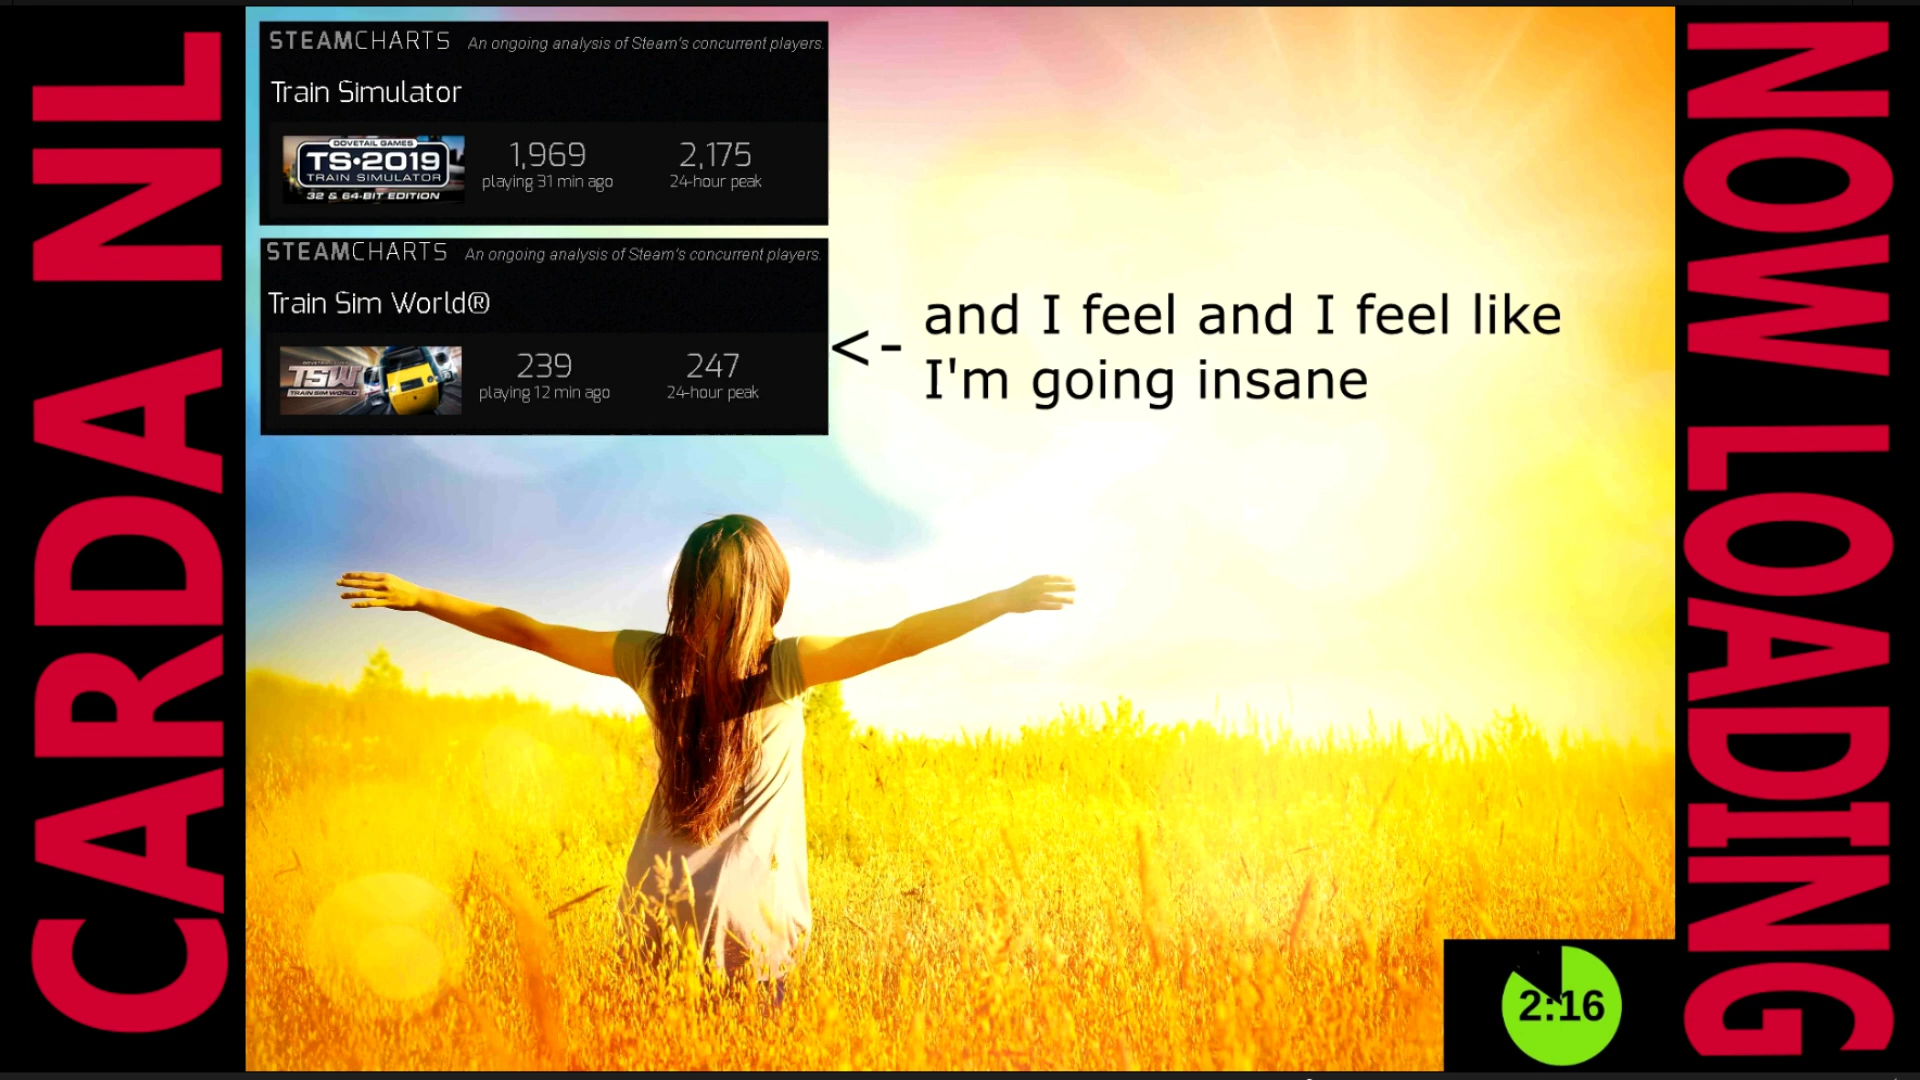 CARDA NIL
STEAMCHARTS An ongoing analysis of Steam's concurrent players.
Train Simulator
DOVETAIL GAMES
TS·2019
TRAIN SIMULATOR
32 & 64-BIT EDITION
1,969
playing 31 min ago
2,175
24-hour peak
STEAMCHARTS An ongoing analysis of Steam's concurrent players.
Train Sim World®
TSW
TRAIN SIM WORLD
239
playing 12 min ago
247
24-hour peak
<- and I feel and I feel like
I'm going insane
2:16
NOW LOADING